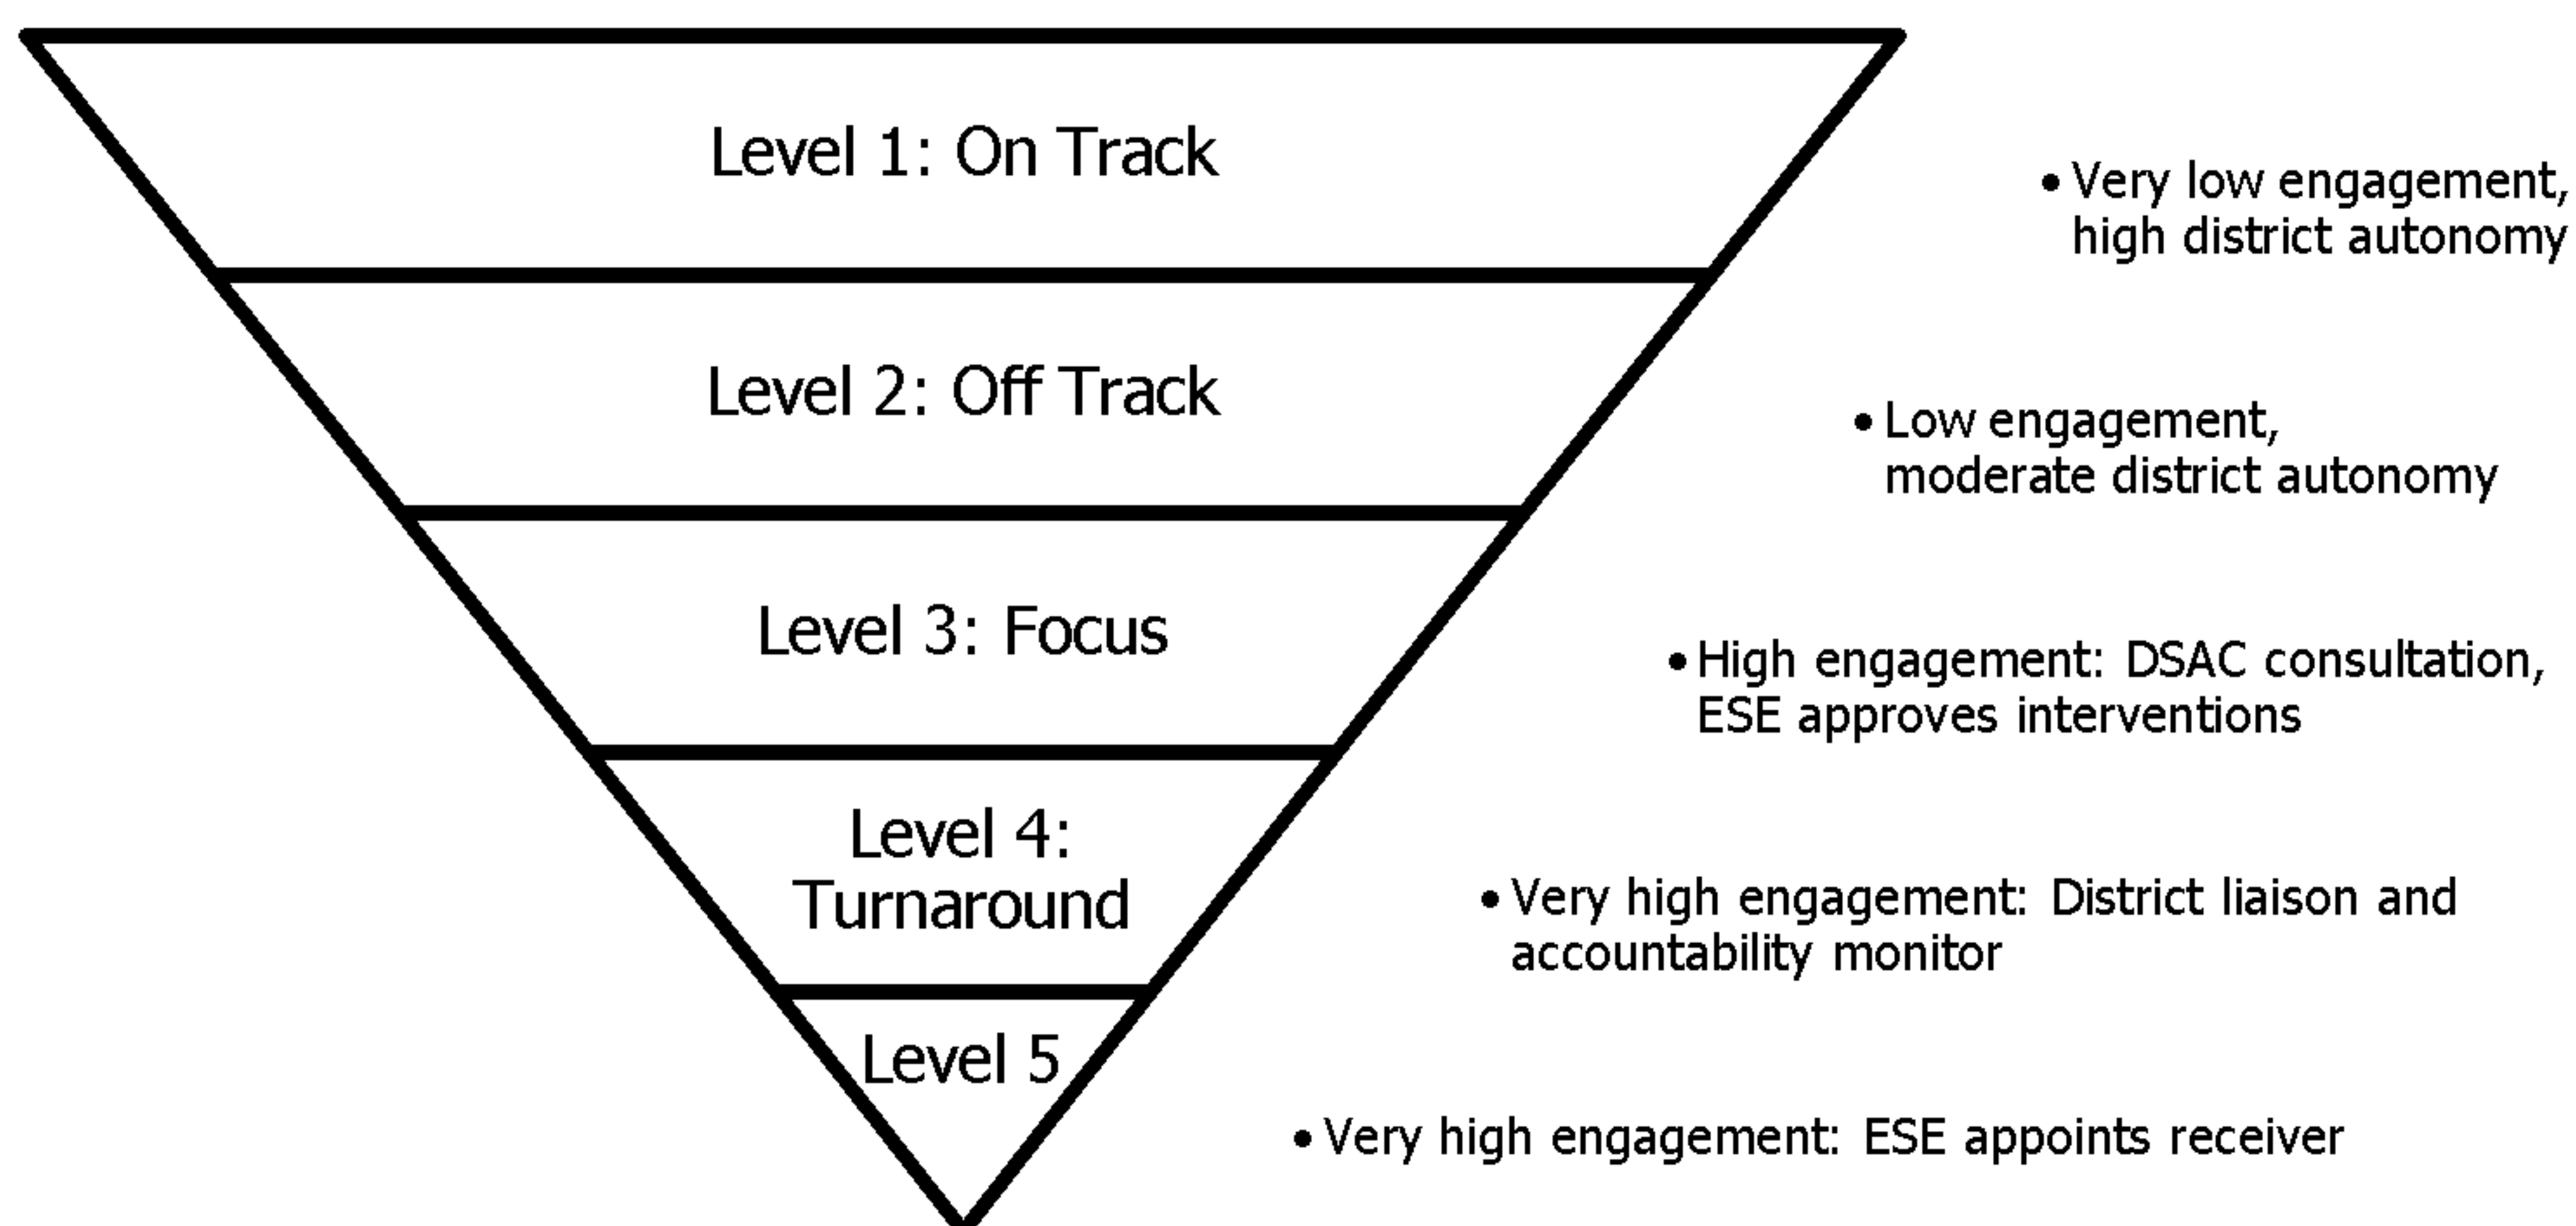 Level 1: On Track
• Very low engagement,
high district autonomy
Level 2: Off Track
• Low engagement,
moderate district autonomy
Level 3: Focus
• High engagement: DSAC consultation,
ESE approves interventions
Level 4:
Turnaround
• Very high engagement: District liaison and
accountability monitor
Level 5
• Very high engagement: ESE appoints receiver